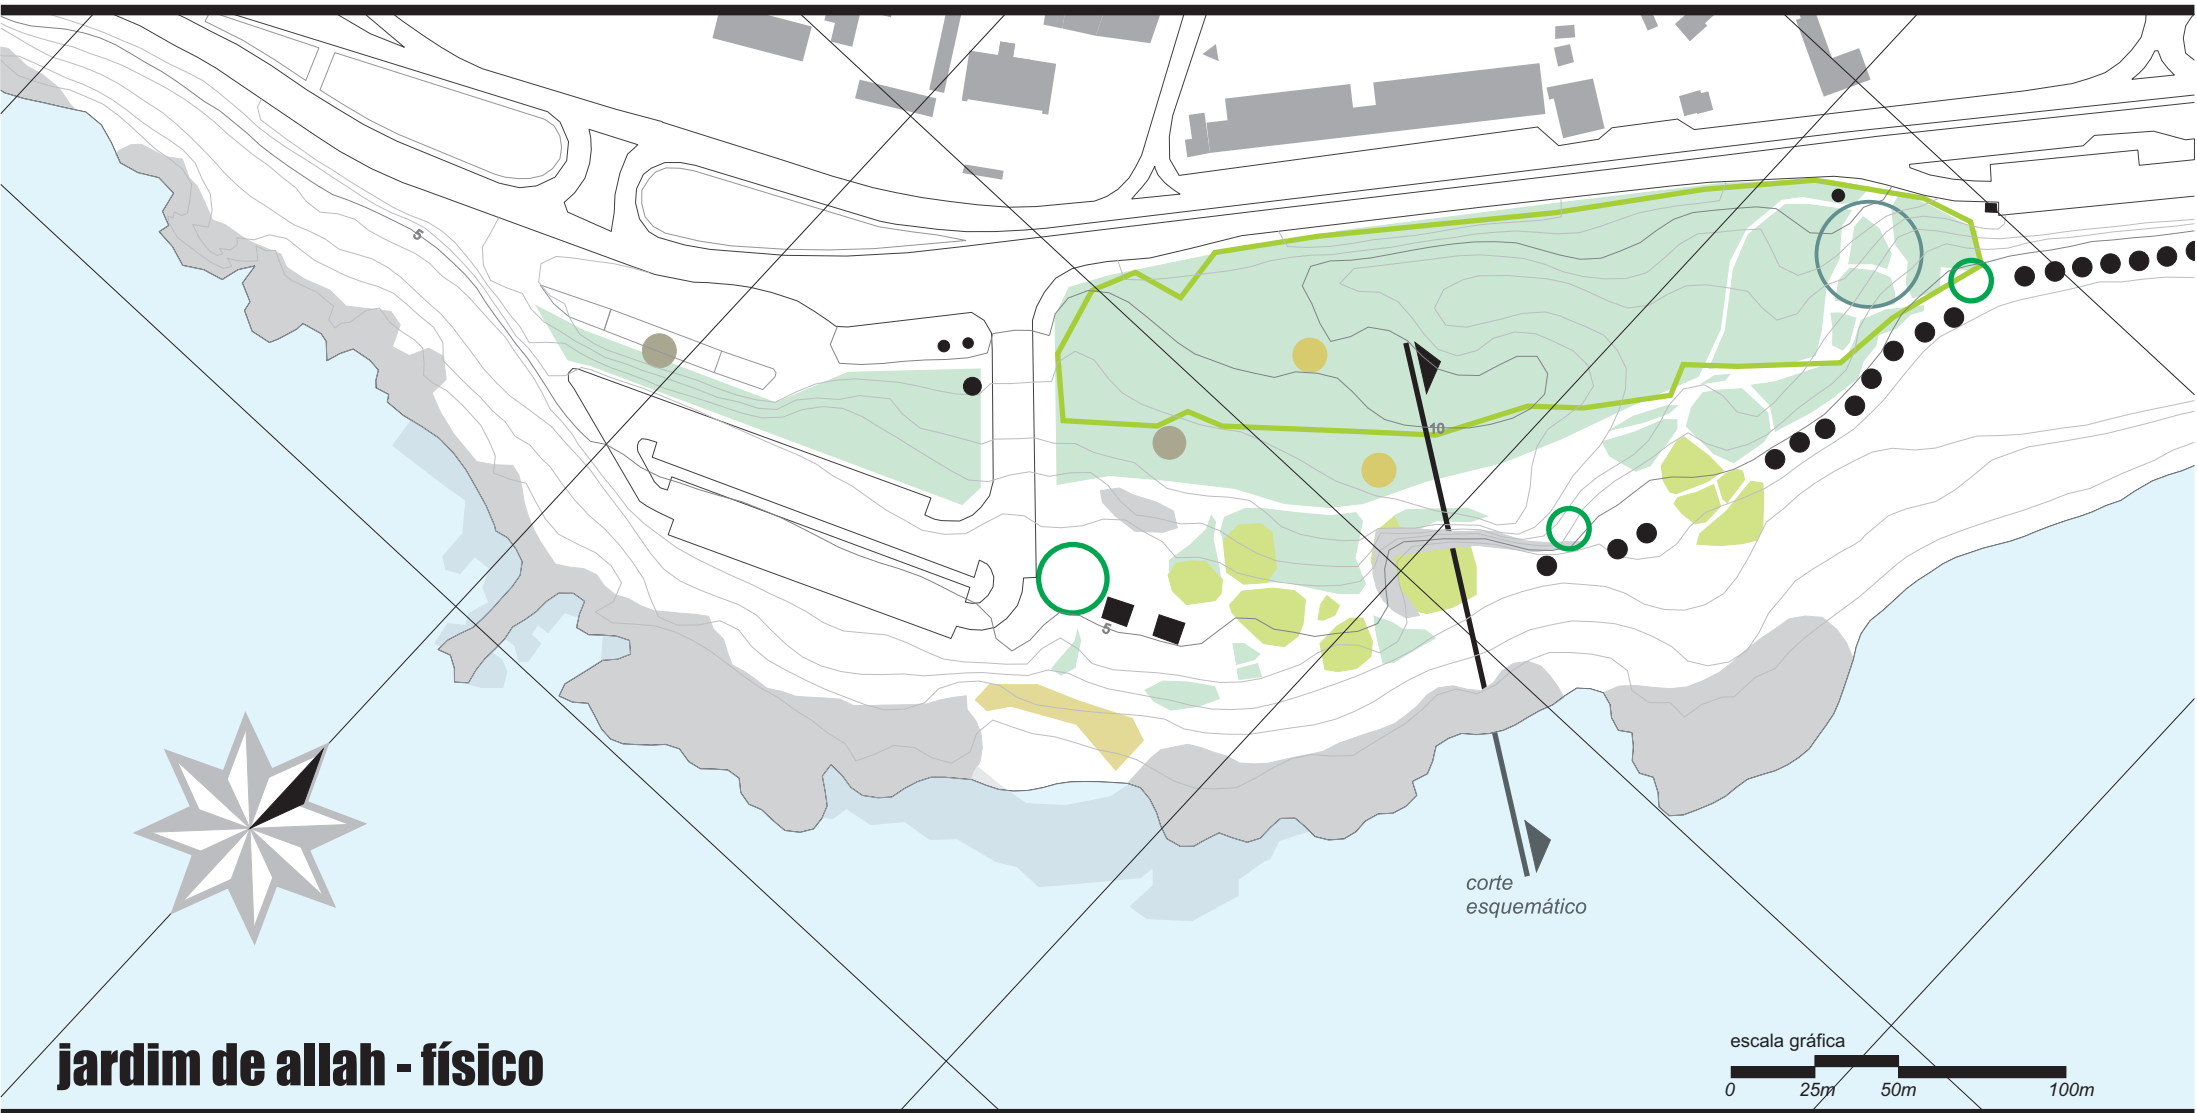 5
10
5
corte
esquemático
jardim de allah - físico
escala gráfica
0 25m 50m 100m